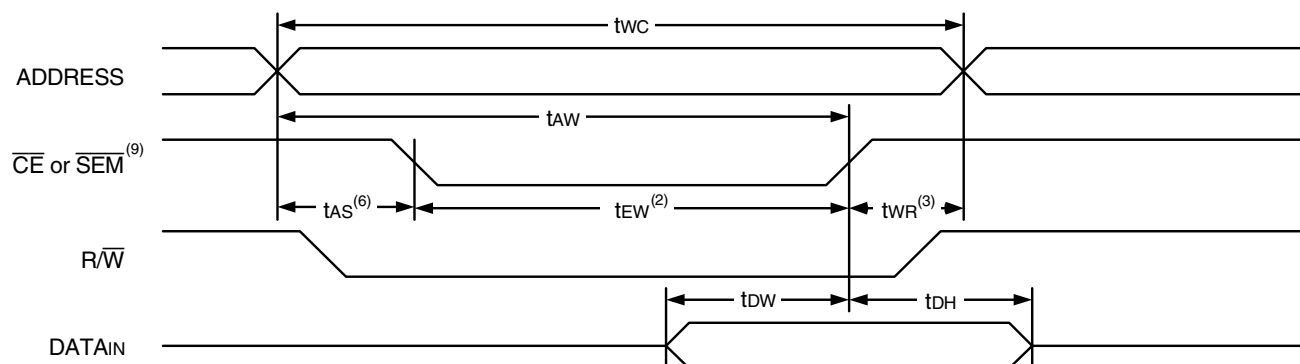 tWC
ADDRESS
tAW
CE or SEM(9)
tAS(6)
tEW(2)
tWR(3)
R/W
tDW
tDH
DATAIN